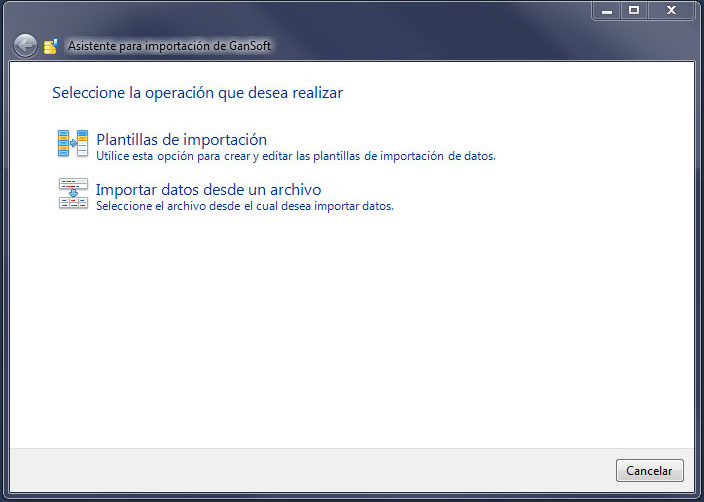 Asistente para importación de GanSoft
Seleccione la operación que desea realizar
Plantillas de importación
Utilice esta opción para crear y editar las plantillas de importación de datos.
Importar datos desde un archivo
Seleccione el archivo desde el cual desea importar datos.
Cancelar